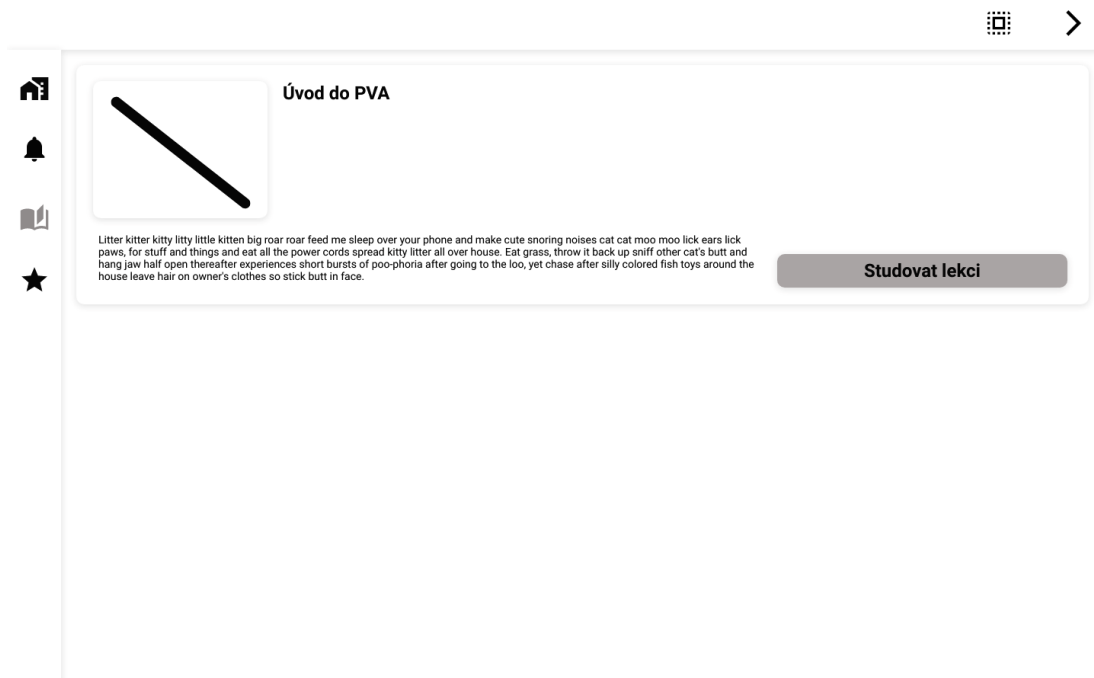 Úvod do PVA
Litter kitter kitty litty little kitten big roar roar feed me sleep over your phone and make cute snoring noises cat cat moo moo lick ears lick
paws, for stuff and things and eat all the power cords spread kitty litter all over house. Eat grass, throw it back up sniff other cat's butt and
hang jaw half open thereafter experiences short bursts of poo-phoria after going to the loo, yet chase after silly colored fish toys around the
house leave hair on owner's clothes so stick butt in face.
Studovat lekci